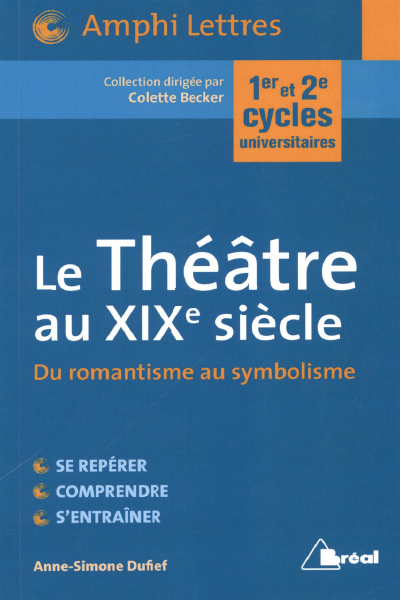 Amphi Lettres
Collection dirigée par
Colette Becker
1er et 2e
cycles
universitaires
Le Théâtre
au XIXe siècle
Du romantisme au symbolisme
SE REPÉRER
COMPRENDRE
S'ENTRAÎNER
Anne-Simone Dufief
Bréal